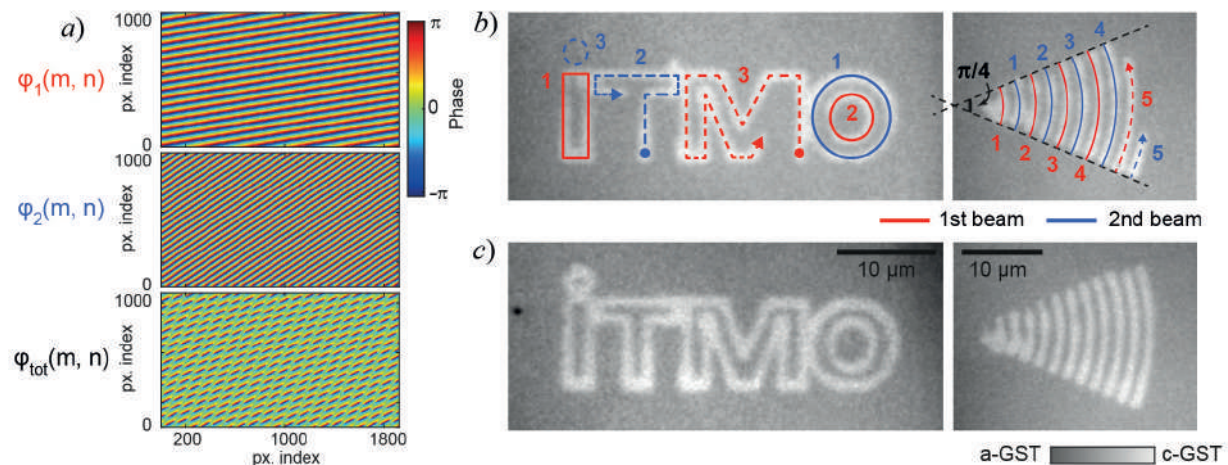 a)
φ1(m, n)
px. index
1000
0
π
0
−π
Phase
φ2(m, n)
px. index
1000
0
φtot(m, n)
px. index
1000
0
200
1000
1800
px. index
b)
1
3
2
3
1
2
π/4
1
2
3
4
1
2
3
4
5
5
1st beam
2nd beam
c)
iTMO
10 µm
10 µm
a-GST
c-GST